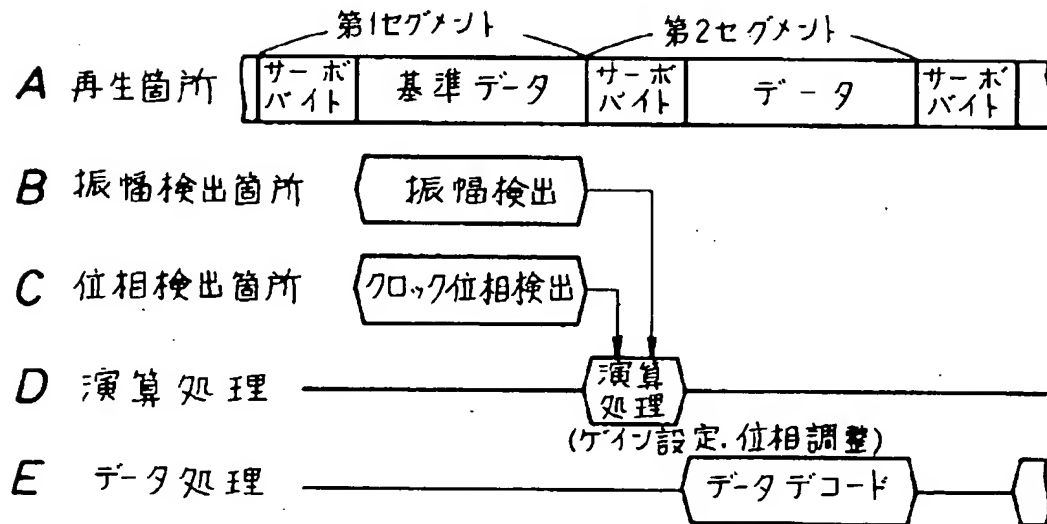 第1セグメント 第2セグメント
A 再生箇所 サーボバイト 基準データ サーボバイト データ サーボバイト
B 振幅検出箇所 振幅検出
C 位相検出箇所 クロック位相検出
D 演算処理 演算処理
(ゲイン設定.位相調整)
E データ処理 データデコード